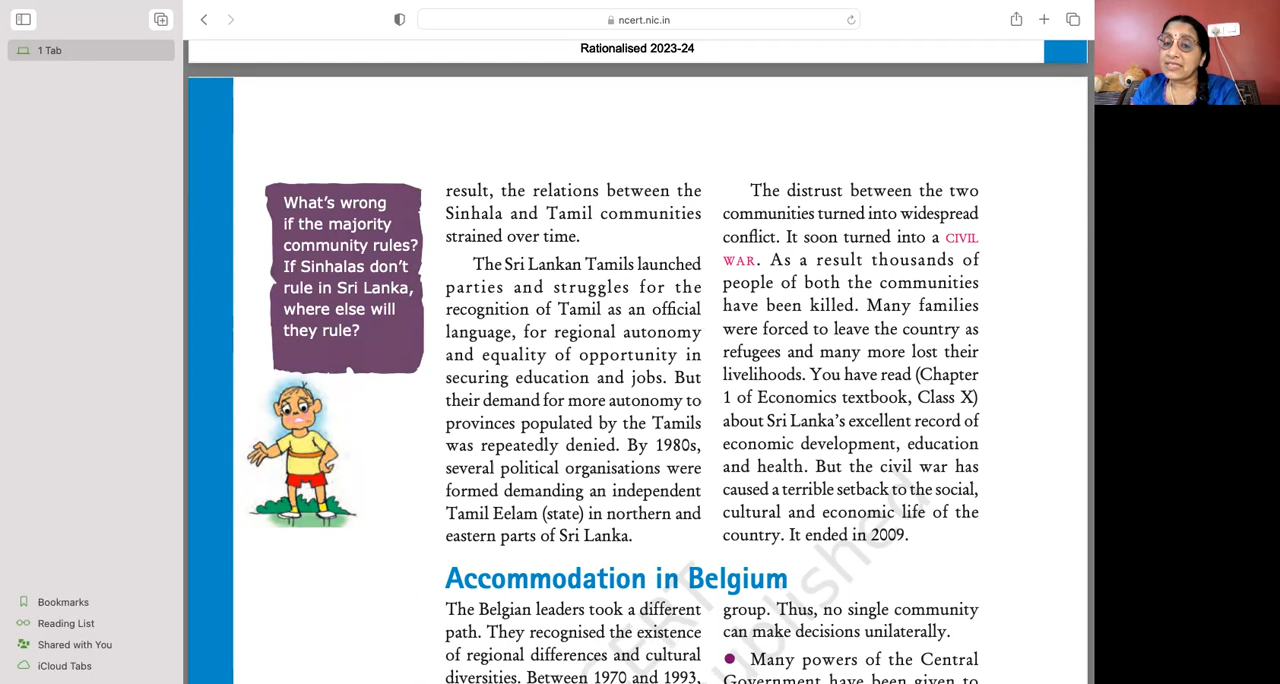 ncert.nic.in
1 Tab
Rationalised 2023-24
What's wrong
if the majority
community rules?
If Sinhalas don't
rule in Sri Lanka,
where else will
they rule?
result, the relations between the
Sinhala and Tamil communities
strained over time.
The Sri Lankan Tamils launched
parties and struggles for the
recognition of Tamil as an official
language, for regional autonomy
and equality of opportunity in
securing education and jobs. But
their demand for more autonomy to
provinces populated by the Tamils
was repeatedly denied. By 1980s,
several political organisations were
formed demanding an independent
Tamil Eelam (state) in northern and
eastern parts of Sri Lanka.
The distrust between the two
communities turned into widespread
conflict. It soon turned into a CIVIL
WAR. As a result thousands of
people of both the communities
have been killed. Many families
were forced to leave the country as
refugees and many more lost their
livelihoods. You have read (Chapter
1 of Economics textbook, Class X)
about Sri Lanka's excellent record of
economic development, education
and health. But the civil war has
caused a terrible setback to the social,
cultural and economic life of the
country. It ended in 2009.
Accommodation in Belgium
The Belgian leaders took a different
path. They recognised the existence
of regional differences and cultural
diversities. Between 1970 and 1993,
group. Thus, no single community
can make decisions unilaterally.
Many powers of the Central
Government have been given to
Bookmarks
Reading List
Shared with You
iCloud Tabs